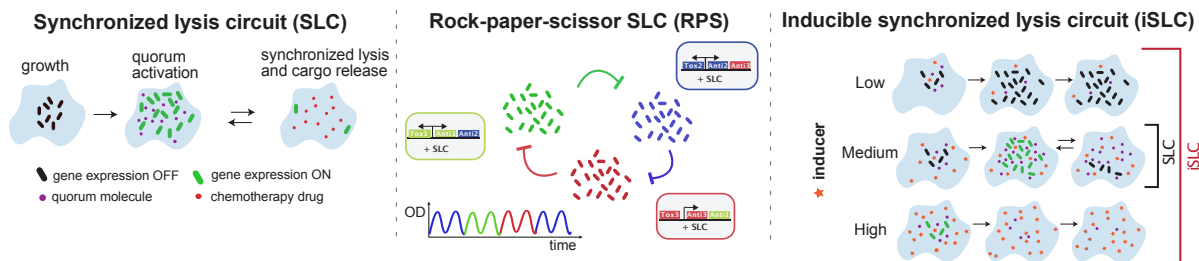 Synchronized lysis circuit (SLC)
growth
quorum
activation
synchronized lysis
and cargo release
gene expression OFF
gene expression ON
quorum molecule
chemotherapy drug
Rock-paper-scissor SLC (RPS)
Tox2 Anti2 Anti3
+ SLC
Tox1 Anti1 Anti2
+ SLC
Tox3 Anti3 Anti1
+ SLC
OD
time
Inducible synchronized lysis circuit (iSLC)
inducer
Low
Medium
High
SLC
iSLC